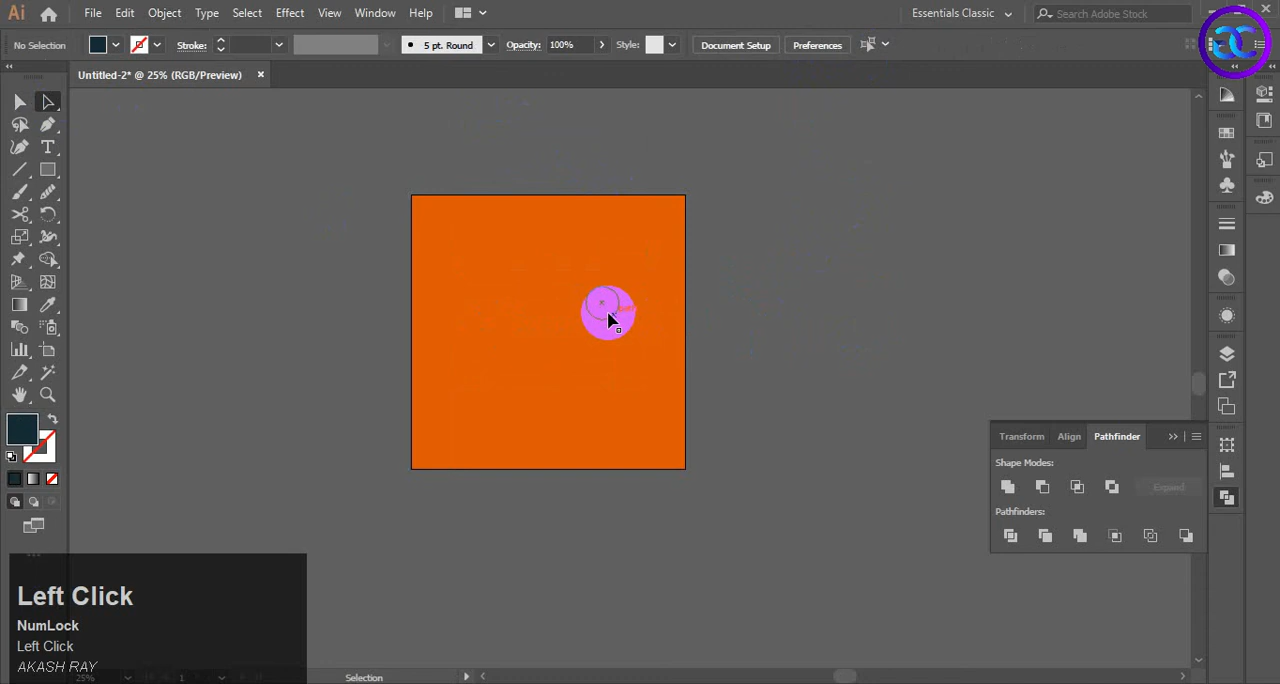 Ai File Edit Object Type Select Effect View Window Help Essentials Classic Search Adobe Stock
No Selection Stroke: 5 pt. Round Opacity: 100% Style: Document Setup Preferences
Untitled-2* @ 25% (RGB/Preview)
Transform Align Pathfinder
Shape Modes:
Expand
Pathfinders:
Left Click
NumLock
Left Click
AKASH RAY
25% 1 Selection